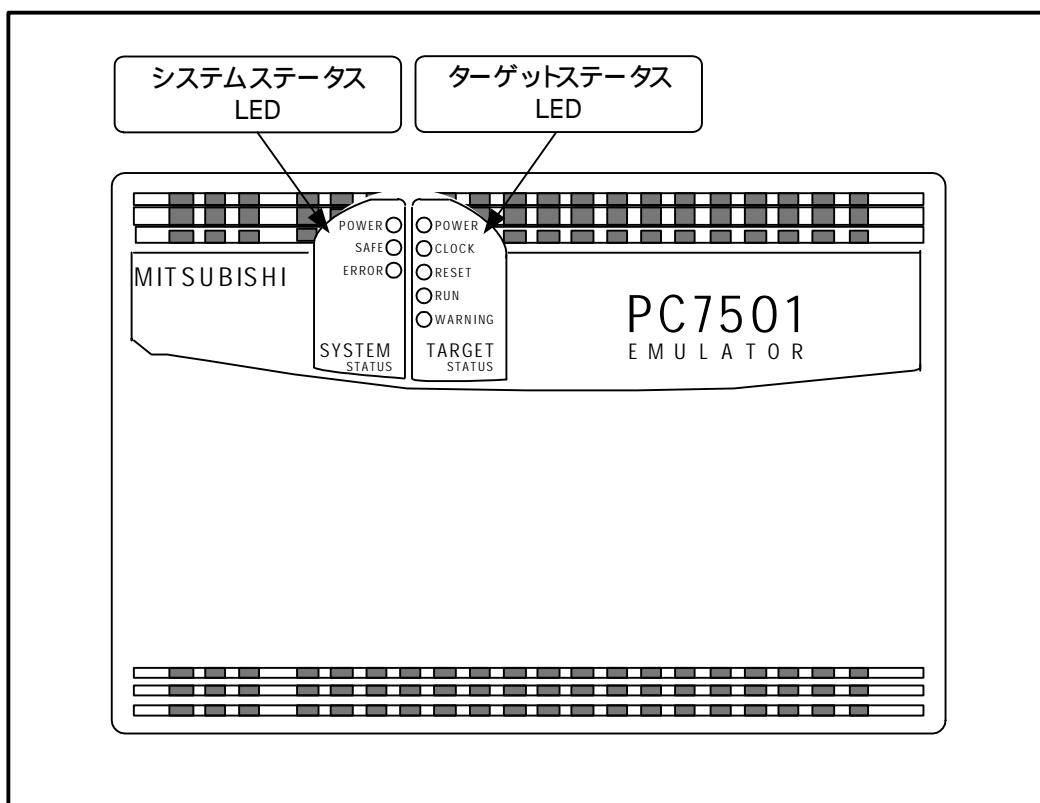 システムステータス
LED
ターゲットステータス
LED
POWER
SAFE
ERROR
POWER
CLOCK
RESET
RUN
WARNING
MITSUBISHI
SYSTEM
STATUS
TARGET
STATUS
PC7501
EMULATOR